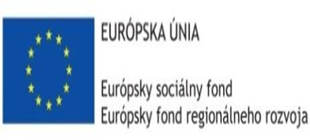 EURÓPSKA ÚNIA
Európsky sociálny fond
Európsky fond regionálneho rozvoja